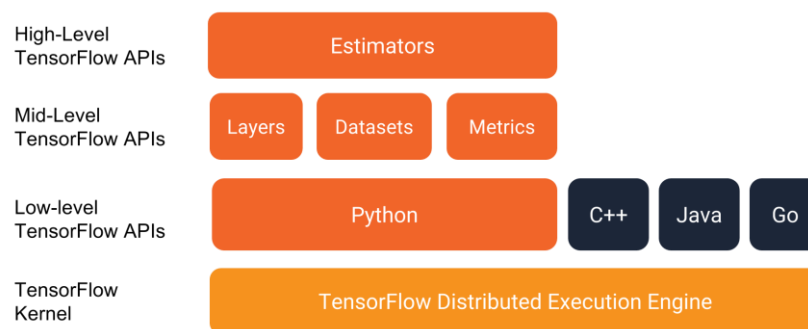 High-Level
TensorFlow APIs
Estimators
Mid-Level
TensorFlow APIs
Layers
Datasets
Metrics
Low-level
TensorFlow APIs
Python
C++
Java
Go
TensorFlow
Kernel
TensorFlow Distributed Execution Engine